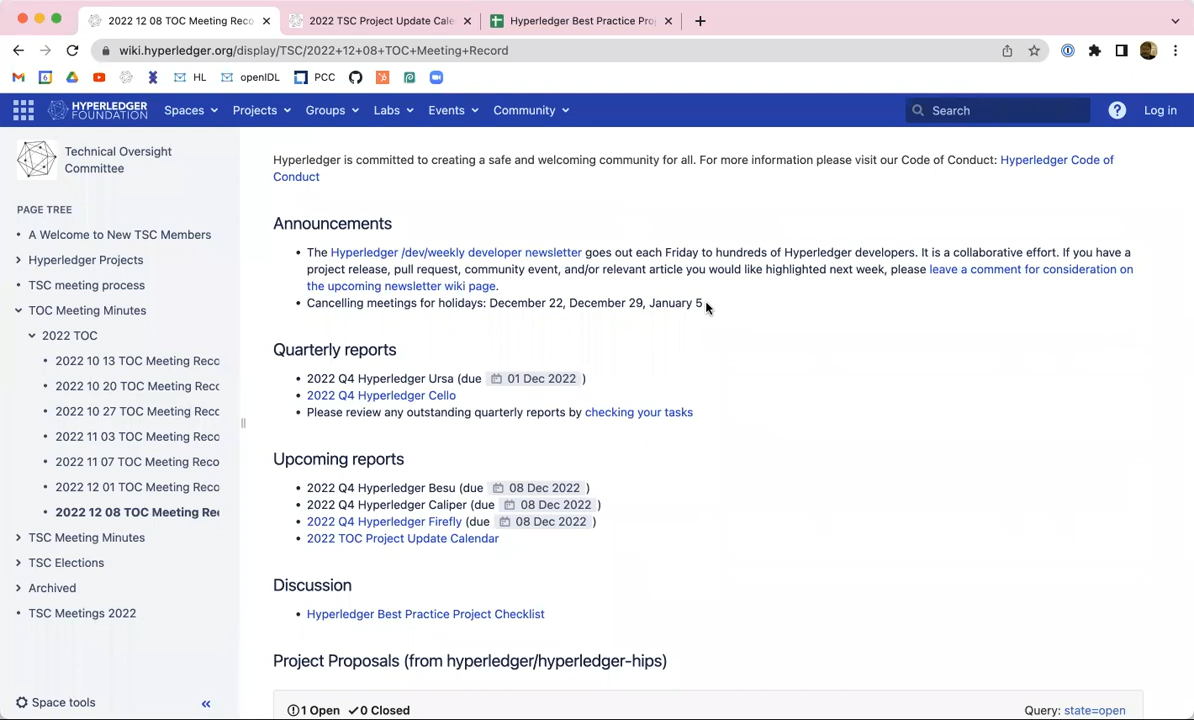 2022 12 08 TOC Meeting Reco
2022 TSC Project Update Cale
Hyperledger Best Practice Pro
wiki.hyperledger.org/display/TSC/2022+12+08+TOC+Meeting+Record
6
HL
openIDL
PCC
HYPERLEDGER
FOUNDATION
Spaces
Projects
Groups
Labs
Events
Community
Search
?
Log in
Technical Oversight
Committee
PAGE TREE
A Welcome to New TSC Members
Hyperledger Projects
TSC meeting process
TOC Meeting Minutes
2022 TOC
2022 10 13 TOC Meeting Reco
2022 10 20 TOC Meeting Reco
2022 10 27 TOC Meeting Reco
2022 11 03 TOC Meeting Reco
2022 11 07 TOC Meeting Reco
2022 12 01 TOC Meeting Reco
2022 12 08 TOC Meeting Re
TSC Meeting Minutes
TSC Elections
Archived
TSC Meetings 2022
Space tools
Hyperledger is committed to creating a safe and welcoming community for all. For more information please visit our Code of Conduct: Hyperledger Code of
Conduct
Announcements
The Hyperledger /dev/weekly developer newsletter goes out each Friday to hundreds of Hyperledger developers. It is a collaborative effort. If you have a
project release, pull request, community event, and/or relevant article you would like highlighted next week, please leave a comment for consideration on
the upcoming newsletter wiki page.
Cancelling meetings for holidays: December 22, December 29, January 5
Quarterly reports
2022 Q4 Hyperledger Ursa (due 01 Dec 2022 )
2022 Q4 Hyperledger Cello
Please review any outstanding quarterly reports by checking your tasks
Upcoming reports
2022 Q4 Hyperledger Besu (due 08 Dec 2022 )
2022 Q4 Hyperledger Caliper (due 08 Dec 2022 )
2022 Q4 Hyperledger Firefly (due 08 Dec 2022 )
2022 TOC Project Update Calendar
Discussion
Hyperledger Best Practice Project Checklist
Project Proposals (from hyperledger/hyperledger-hips)
1 Open 0 Closed
Query: state=open